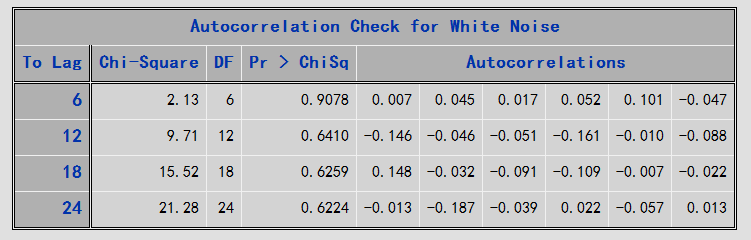 Autocorrelation Check for White Noise
To Lag Chi-Square DF Pr > ChiSq Autocorrelations
6 2.13 6 0.9078 0.007 0.045 0.017 0.052 0.101 -0.047
12 9.71 12 0.6410 -0.146 -0.046 -0.051 -0.161 -0.010 -0.088
18 15.52 18 0.6259 0.148 -0.032 -0.091 -0.109 -0.007 -0.022
24 21.28 24 0.6224 -0.013 -0.187 -0.039 0.022 -0.057 0.013